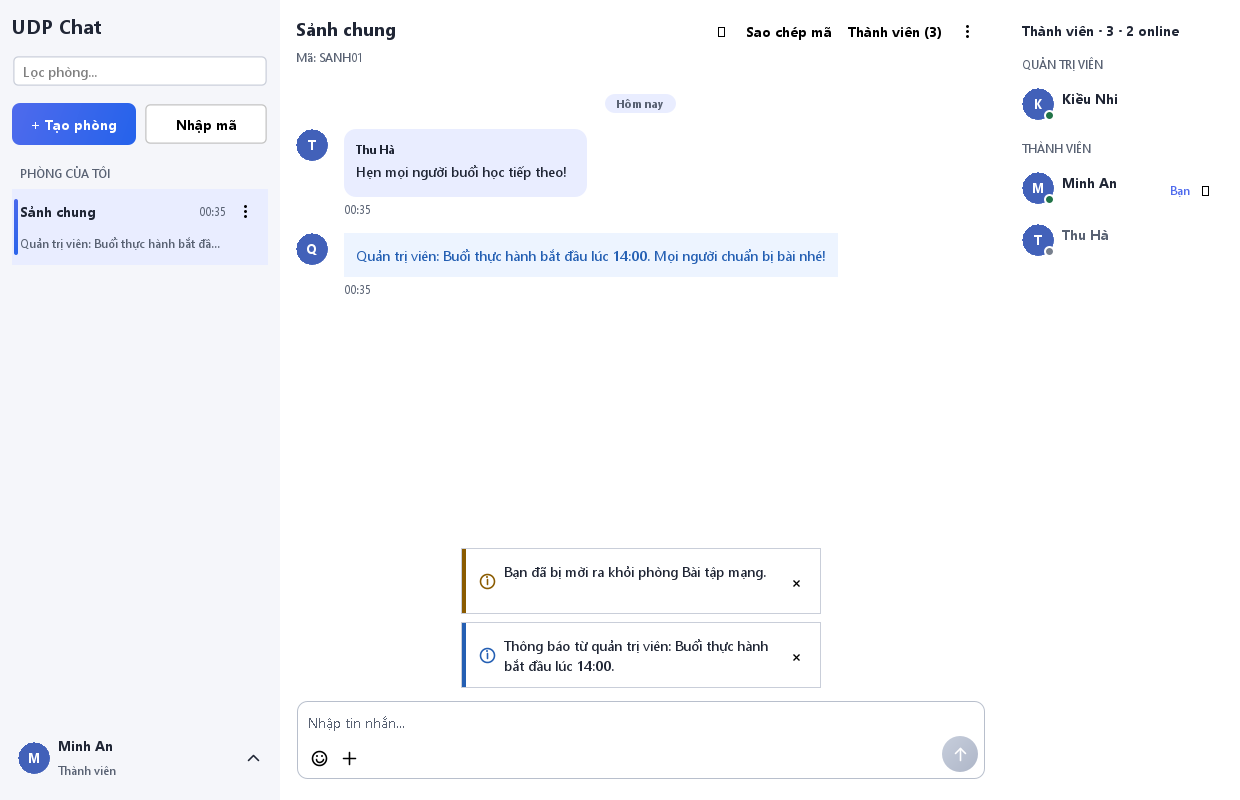 UDP Chat
Lọc phòng...
+ Tạo phòng
Nhập mã
PHÒNG CỦA TÔI
Sảnh chung
00:35
Quản trị viên: Buổi thực hành bắt đầ...
M
Minh An
Thành viên
Sảnh chung
Mã: SANH01
Sao chép mã
Thành viên (3)
Hôm nay
T
Thu Hà
Hẹn mọi người buổi học tiếp theo!
00:35
Q
Quản trị viên: Buổi thực hành bắt đầu lúc 14:00. Mọi người chuẩn bị bài nhé!
00:35
Bạn đã bị mời ra khỏi phòng Bài tập mạng.
×
Thông báo từ quản trị viên: Buổi thực hành
bắt đầu lúc 14:00.
×
Nhập tin nhắn...
Thành viên · 3 · 2 online
QUẢN TRỊ VIÊN
K
Kiều Nhi
THÀNH VIÊN
M
Minh An
Bạn
T
Thu Hà